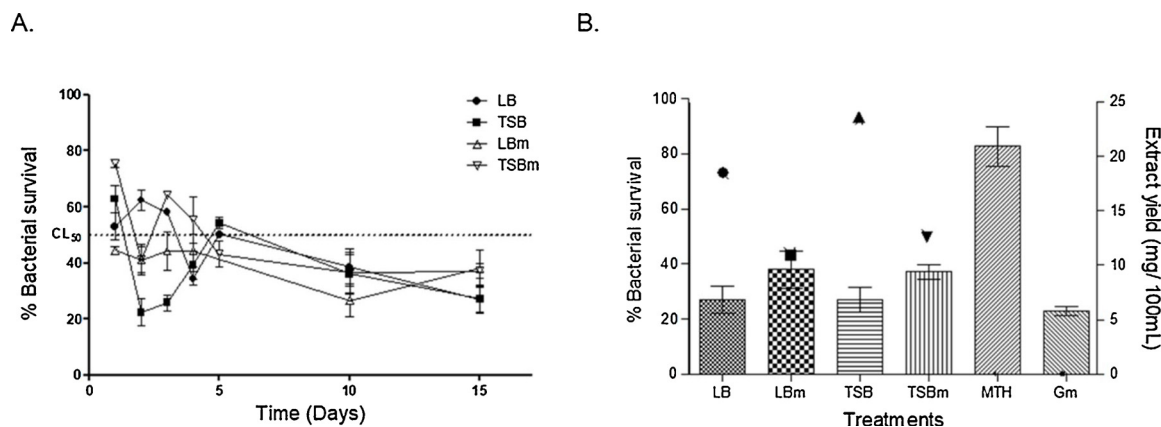 A.
B.
100
80
60
CL50
40
20
0
% Bacterial survival
0
5
10
15
Time (Days)
LB
TSB
LBm
TSBm
100
80
60
40
20
0
% Bacterial survival
25
20
15
10
5
0
Extract yield (mg/ 100mL)
LB
LBm
TSB
TSBm
MTH
Gm
Treatments